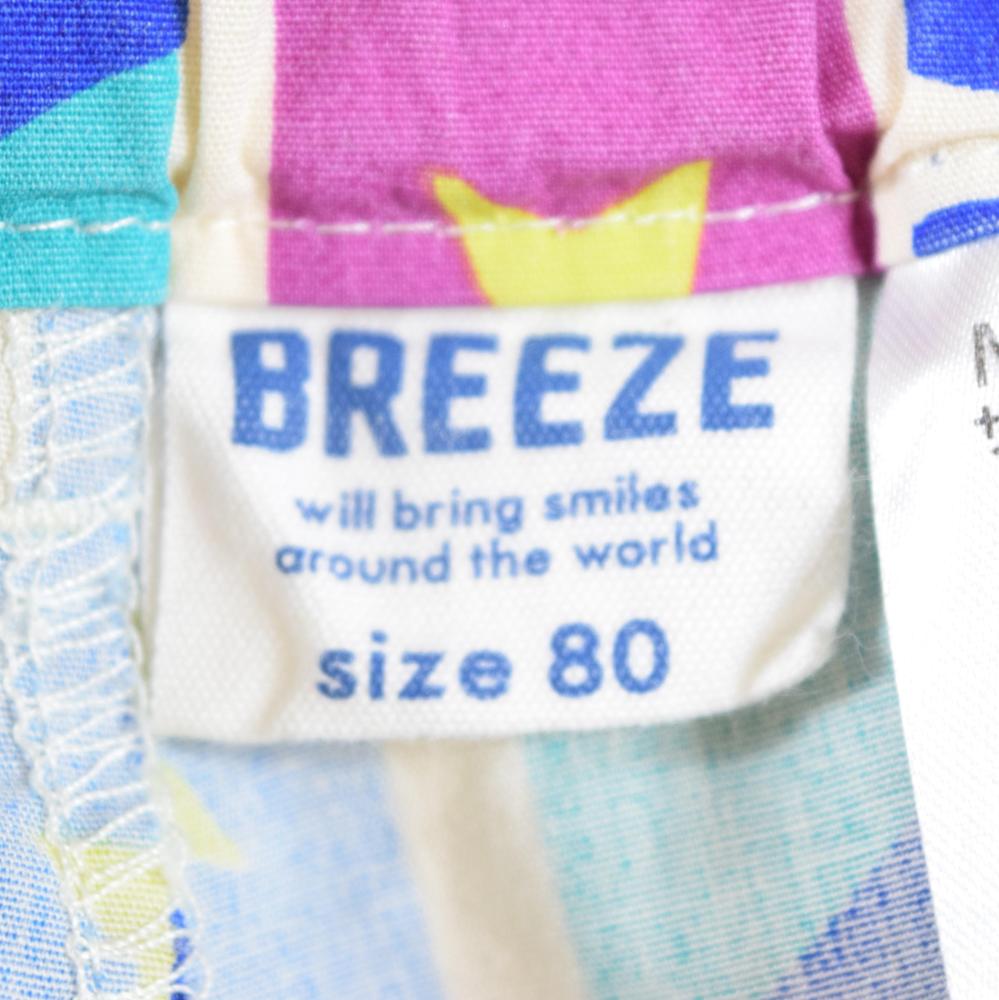 BREEZE
will bring smiles
around the world
size 80